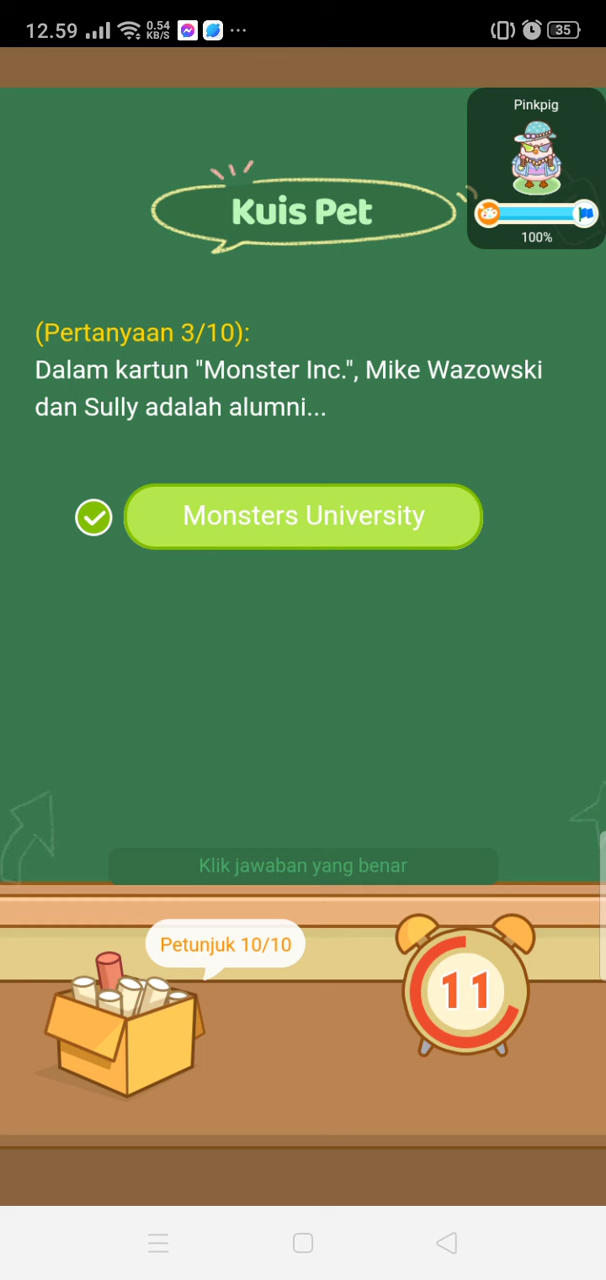 12.59
0.54
KB/S
35
Pinkpig
100%
Kuis Pet
(Pertanyaan 3/10):
Dalam kartun "Monster Inc.", Mike Wazowski
dan Sully adalah alumni...
Monsters University
Klik jawaban yang benar
Petunjuk 10/10
11